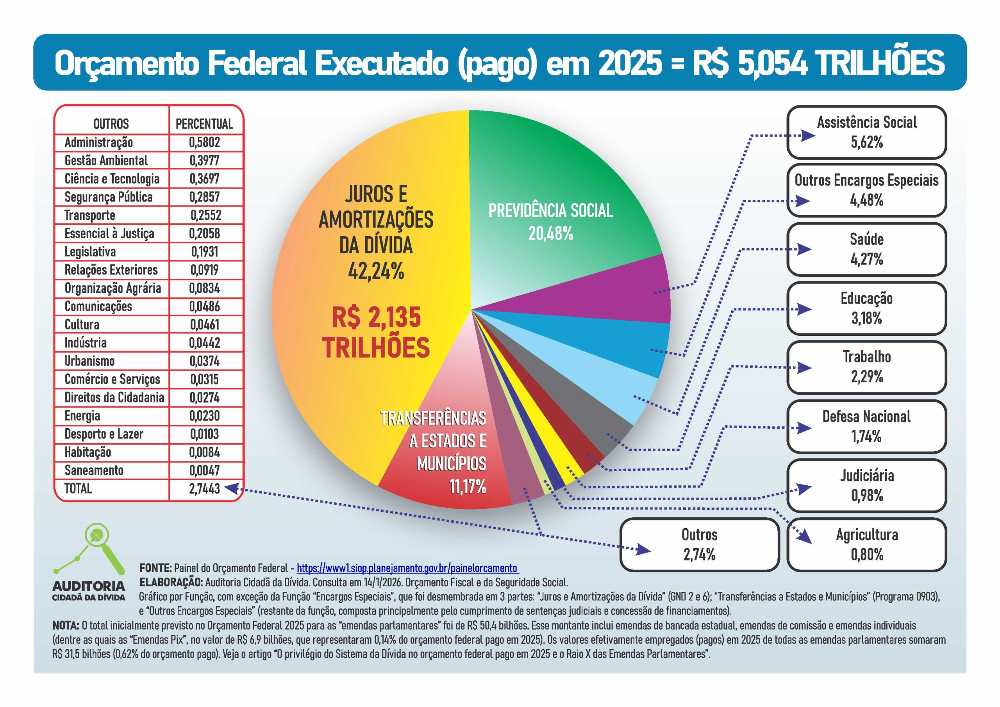 Orçamento Federal Executado (pago) em 2025 = R$ 5,054 TRILHÕES
OUTROS PERCENTUAL
Administração 0,5802
Gestão Ambiental 0,3977
Ciência e Tecnologia 0,3697
Segurança Pública 0,2857
Transporte 0,2552
Essencial à Justiça 0,2058
Legislativa 0,1931
Relações Exteriores 0,0919
Organização Agrária 0,0834
Comunicações 0,0486
Cultura 0,0461
Indústria 0,0442
Urbanismo 0,0374
Comércio e Serviços 0,0315
Direitos da Cidadania 0,0274
Energia 0,0230
Desporto e Lazer 0,0103
Habitação 0,0084
Saneamento 0,0047
TOTAL 2,7443
JUROS E
AMORTIZAÇÕES
DA DÍVIDA
42,24%
R$ 2,135
TRILHÕES
PREVIDÊNCIA SOCIAL
20,48%
TRANSFERÊNCIAS
A ESTADOS E
MUNICÍPIOS
11,17%
Assistência Social
5,62%
Outros Encargos Especiais
4,48%
Saúde
4,27%
Educação
3,18%
Trabalho
2,29%
Defesa Nacional
1,74%
Judiciária
0,98%
Agricultura
0,80%
Outros
2,74%
AUDITORIA
CIDADÃ DA DÍVIDA
FONTE: Painel do Orçamento Federal - https://www1.siop.planejamento.gov.br/painelorcamento
ELABORAÇÃO: Auditoria Cidadã da Dívida. Consulta em 14/1/2026. Orçamento Fiscal e da Seguridade Social.
Gráfico por Função, com exceção da Função “Encargos Especiais”, que foi desmembrada em 3 partes: “Juros e Amortizações da Dívida” (GND 2 e 6); “Transferências a Estados e Municípios” (Programa 0903),
e “Outros Encargos Especiais” (restante da função, composta principalmente pelo cumprimento de sentenças judiciais e concessão de financiamentos).
NOTA: O total inicialmente previsto no Orçamento Federal 2025 para as “emendas parlamentares” foi de R$ 50,4 bilhões. Esse montante inclui emendas de bancada estadual, emendas de comissão e emendas individuais
(dentre as quais as “Emendas Pix”, no valor de R$ 6,9 bilhões, que representaram 0,14% do orçamento federal pago em 2025). Os valores efetivamente empregados (pagos) em 2025 de todas as emendas parlamentares somaram
R$ 31,5 bilhões (0,62% do orçamento pago). Veja o artigo “O privilégio do Sistema da Dívida no orçamento federal pago em 2025 e o Raio X das Emendas Parlamentares”.